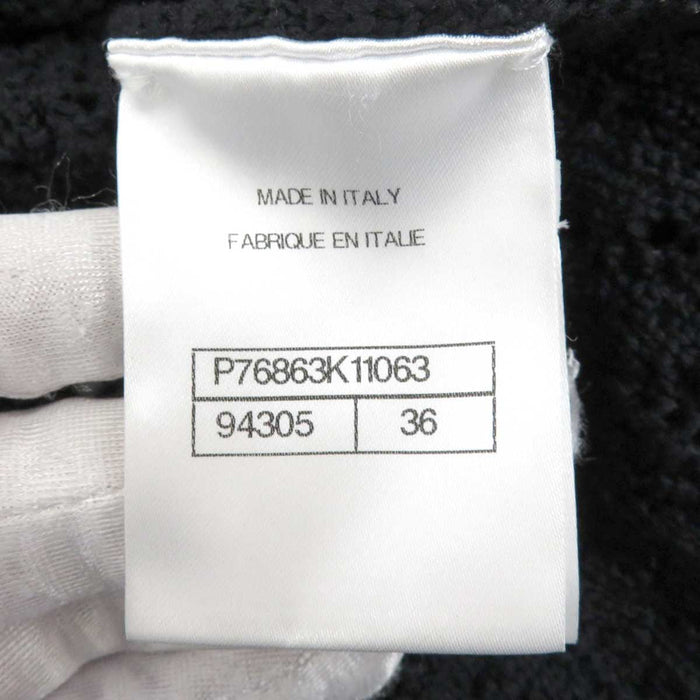 MADE IN ITALY
FABRIQUE EN ITALIE
P76863K11063
94305 36